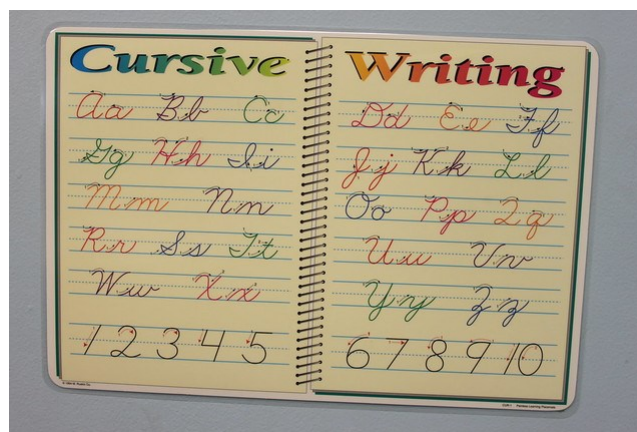 Cursive Writing
Aa Bb Cc Dd Ee Ff
Gg Hh Ii Jj Kk Ll
Mm Nn Oo Pp Qq
Rr Ss Tt Uu Vv
Ww Xx Yy Zz
1 2 3 4 5 6 7 8 9 10